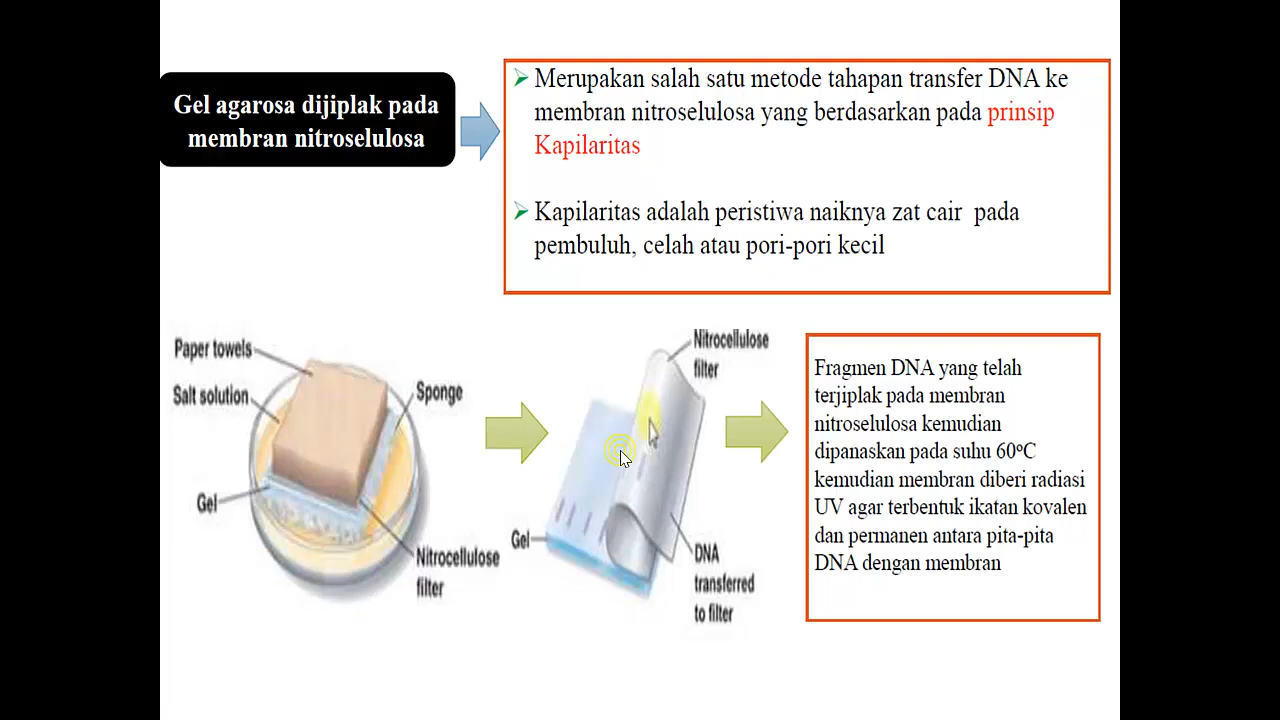 Gel agarosa dijiplak pada
membran nitroselulosa
Merupakan salah satu metode tahapan transfer DNA ke
membran nitroselulosa yang berdasarkan pada prinsip
Kapilaritas
Kapilaritas adalah peristiwa naiknya zat cair pada
pembuluh, celah atau pori-pori kecil
Paper towels
Salt solution
Sponge
Gel
Nitrocellulose
filter
Nitrocellulose
filter
Gel
DNA
transferred
to filter
Fragmen DNA yang telah
terjiplak pada membran
nitroselulosa kemudian
dipanaskan pada suhu 60°C
kemudian membran diberi radiasi
UV agar terbentuk ikatan kovalen
dan permanen antara pita-pita
DNA dengan membran